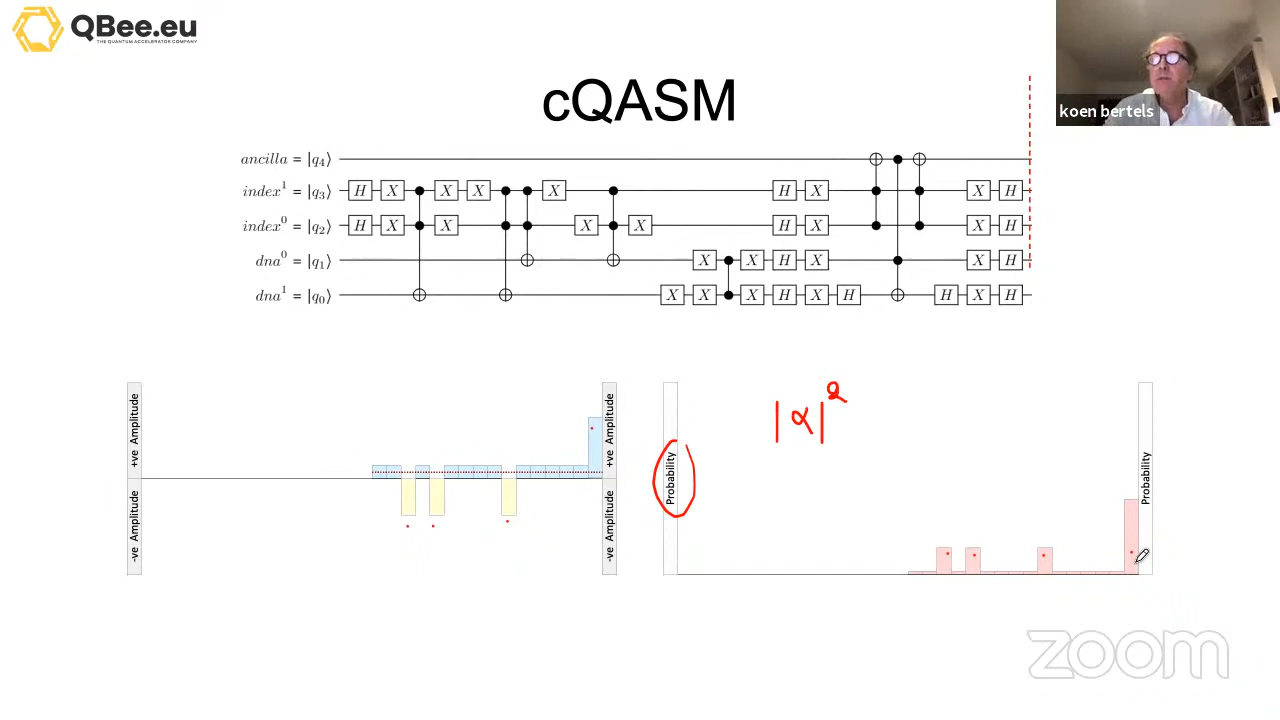 QBee.eu
THE QUANTUM ACCELERATOR COMPANY
koen bertels
cQASM
ancilla = |q4⟩
index¹ = |q3⟩ H X X X X H X X H
index⁰ = |q2⟩ H X X X X H X X H
dna⁰ = |q1⟩ X X H X X H
dna¹ = |q0⟩ X X X H X H H X H
-ve Amplitude +ve Amplitude
-ve Amplitude +ve Amplitude
Probability
|α|²
Probability
zoom